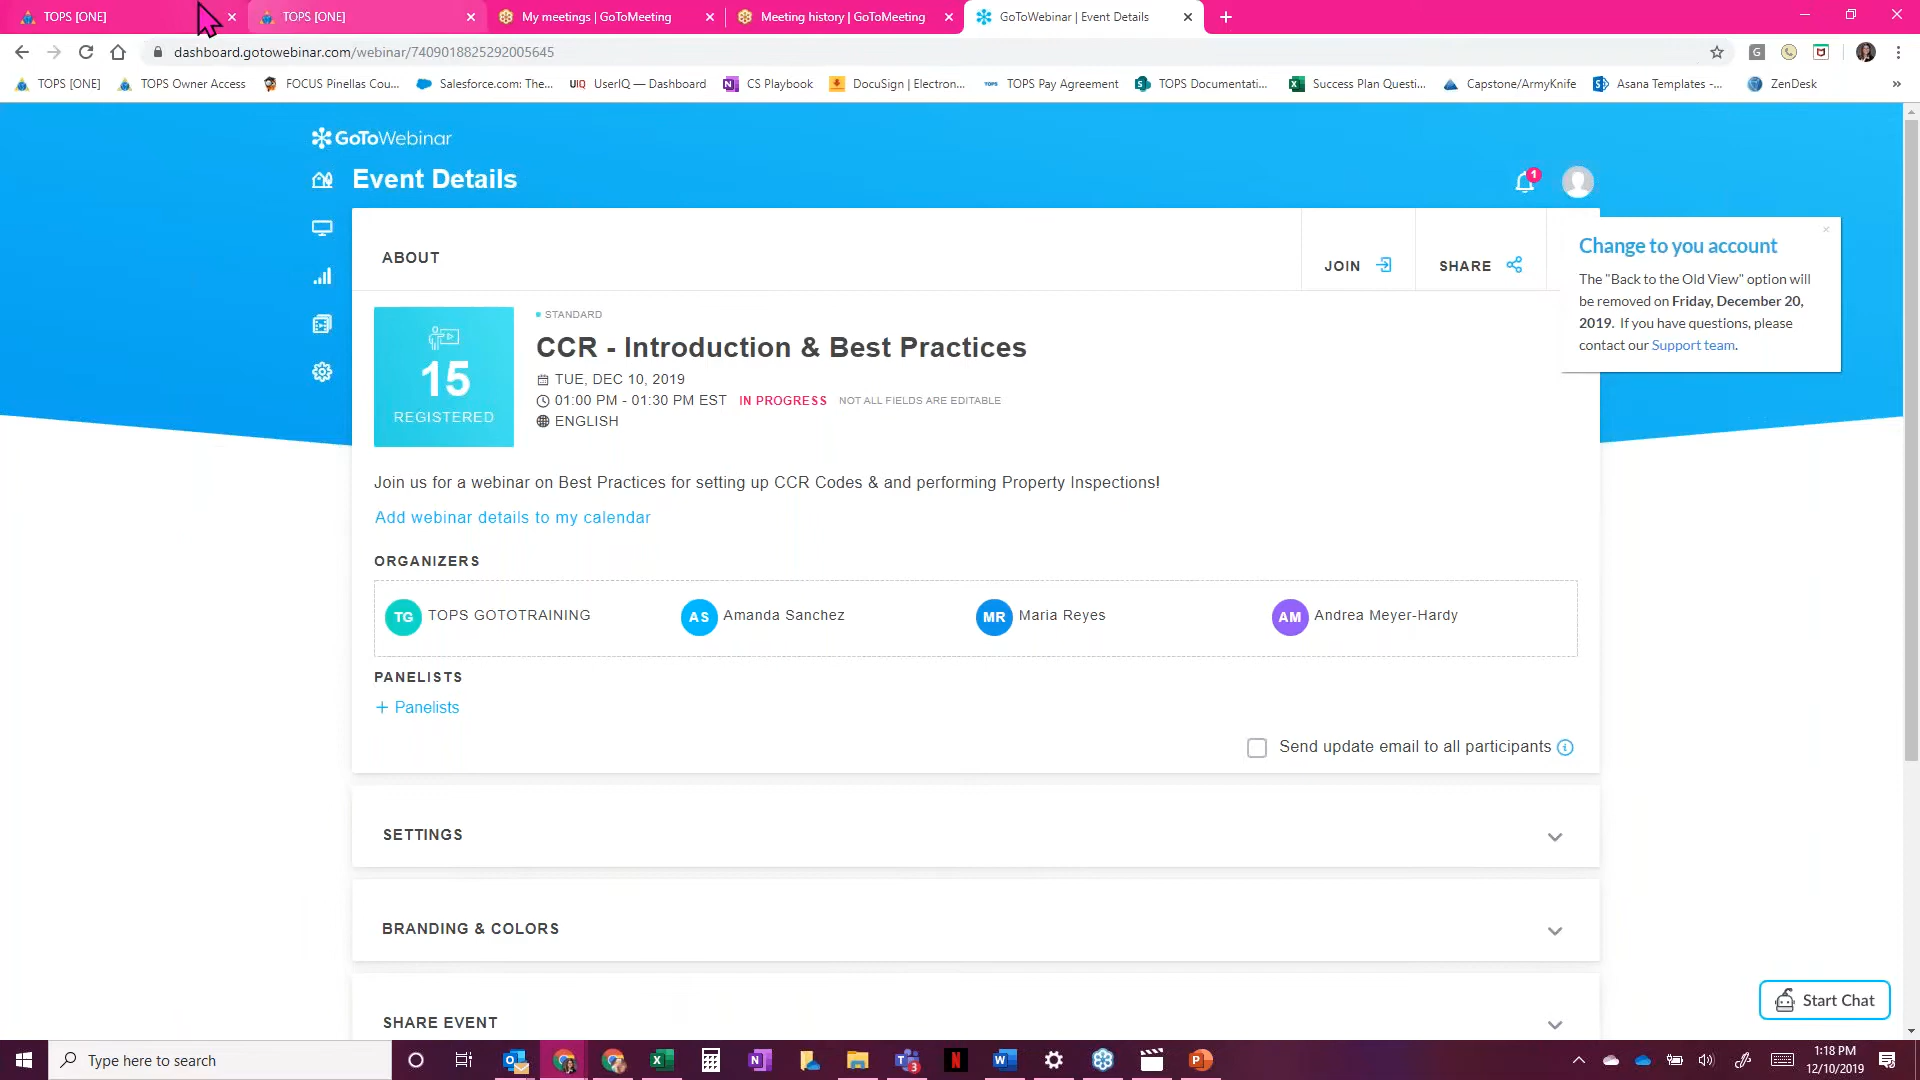 TOPS [ONE]
TOPS [ONE]
My meetings | GoToMeeting
Meeting history | GoToMeeting
GoToWebinar | Event Details
dashboard.gotowebinar.com/webinar/7409018825292005645
TOPS [ONE]
TOPS Owner Access
FOCUS Pinellas Cou...
Salesforce.com: The...
UIQ UserIQ — Dashboard
CS Playbook
DocuSign | Electron...
TOPS TOPS Pay Agreement
TOPS Documentati...
Success Plan Questi...
Capstone/ArmyKnife
Asana Templates -...
ZenDesk
»
GoToWebinar
Event Details
1
ABOUT
JOIN
SHARE
Change to you account
The "Back to the Old View" option will
be removed on Friday, December 20,
2019. If you have questions, please
contact our Support team.
15
REGISTERED
STANDARD
CCR - Introduction & Best Practices
TUE, DEC 10, 2019
01:00 PM - 01:30 PM EST IN PROGRESS NOT ALL FIELDS ARE EDITABLE
ENGLISH
Join us for a webinar on Best Practices for setting up CCR Codes & and performing Property Inspections!
Add webinar details to my calendar
ORGANIZERS
TG TOPS GOTOTRAINING
AS Amanda Sanchez
MR Maria Reyes
AM Andrea Meyer-Hardy
PANELISTS
+ Panelists
Send update email to all participants
SETTINGS
BRANDING & COLORS
SHARE EVENT
Start Chat
Type here to search
3
1:18 PM
12/10/2019